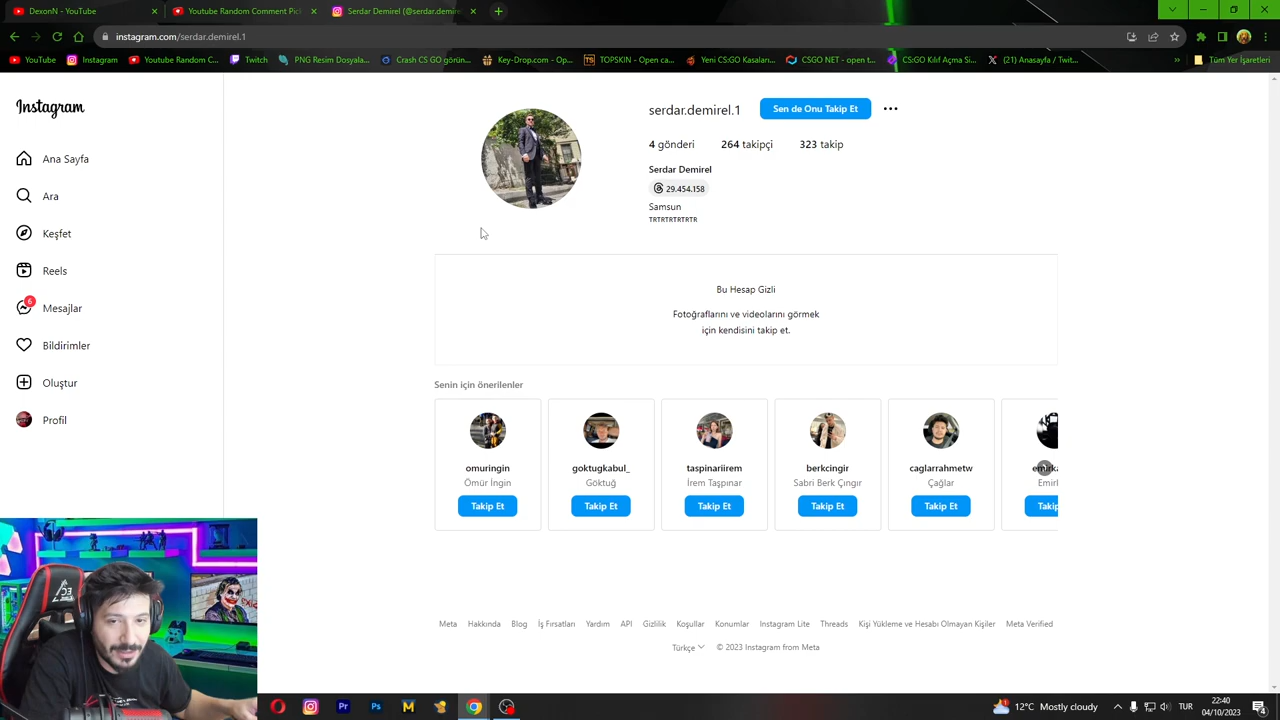 DexonN - YouTube
Youtube Random Comment Pick
Serdar Demirel (@serdar.demire
instagram.com/serdar.demirel.1
YouTube
Instagram
Youtube Random C...
Twitch
PNG Resim Dosyala...
Crash CS GO görün...
Key-Drop.com - Op...
TOPSKIN - Open ca...
Yeni CS:GO Kasaları...
CSGO NET - open t...
CS:GO Kılıf Açma Si...
(21) Anasayfa / Twit...
»
Tüm Yer İşaretleri
Instagram
Ana Sayfa
Ara
Keşfet
Reels
6
Mesajlar
Bildirimler
Oluştur
Profil
serdar.demirel.1
Sen de Onu Takip Et
4 gönderi 264 takipçi 323 takip
Serdar Demirel
29.454.158
Samsun
TRTRTRTRTRTR
Bu Hesap Gizli
Fotoğraflarını ve videolarını görmek
için kendisini takip et.
Senin için önerilenler
omuringin
Ömür İngin
Takip Et
goktugkabul_
Göktuğ
Takip Et
taspinariirem
İrem Taşpınar
Takip Et
berkcingir
Sabri Berk Çıngır
Takip Et
caglarrahmetw
Çağlar
Takip Et
Takip
Meta Hakkında Blog İş Fırsatları Yardım API Gizlilik Koşullar Konumlar Instagram Lite Threads Kişi Yükleme ve Hesabı Olmayan Kişiler Meta Verified
Türkçe © 2023 Instagram from Meta
12°C Mostly cloudy
TUR
22:40
04/10/2023